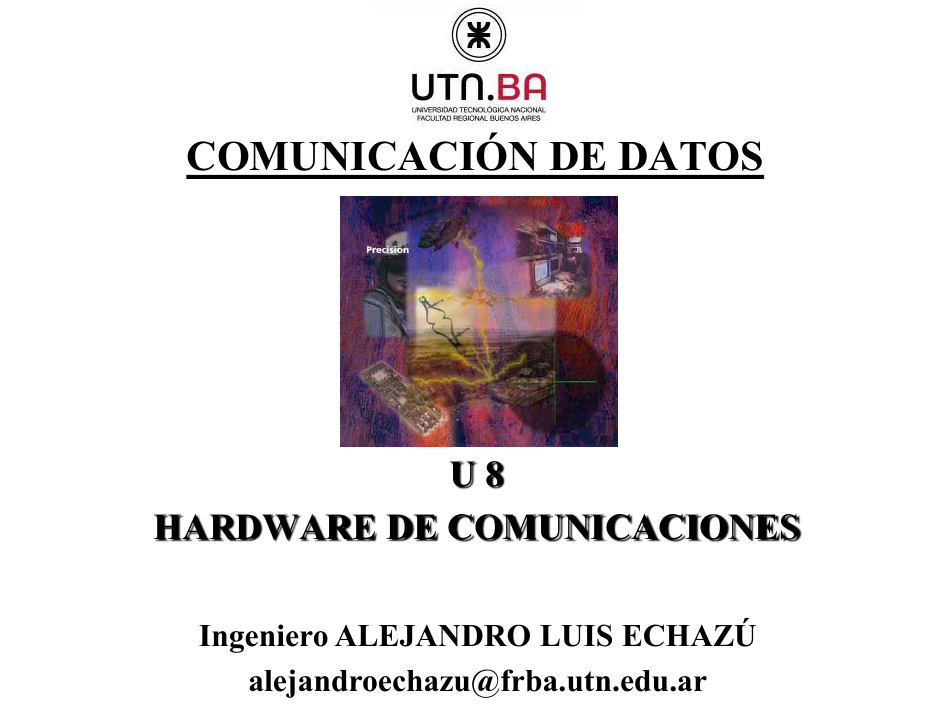 UTN.BA
UNIVERSIDAD TECNOLÓGICA NACIONAL
FACULTAD REGIONAL BUENOS AIRES
COMUNICACIÓN DE DATOS
Precision
U 8
HARDWARE DE COMUNICACIONES
Ingeniero ALEJANDRO LUIS ECHAZÚ
alejandroechazu@frba.utn.edu.ar